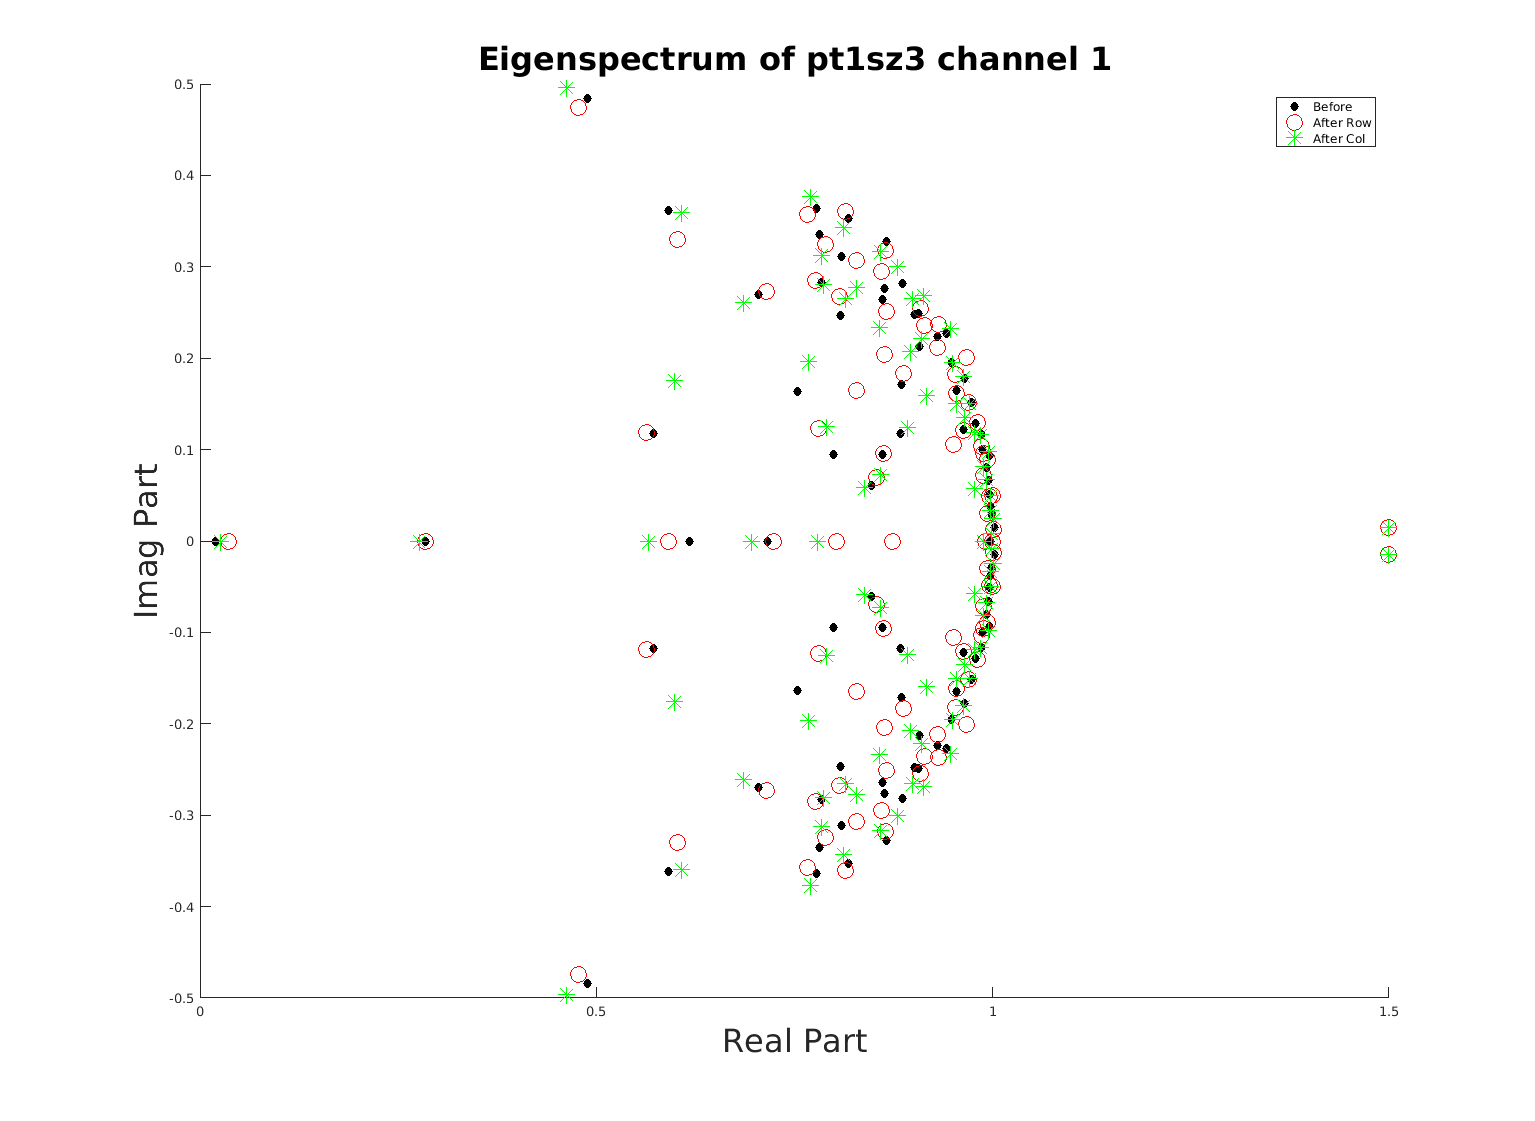 Eigenspectrum of pt1sz3 channel 1
Before
After Row
After Col
Imag Part
0.5
0.4
0.3
0.2
0.1
0
-0.1
-0.2
-0.3
-0.4
-0.5
0 0.5 1 1.5
Real Part